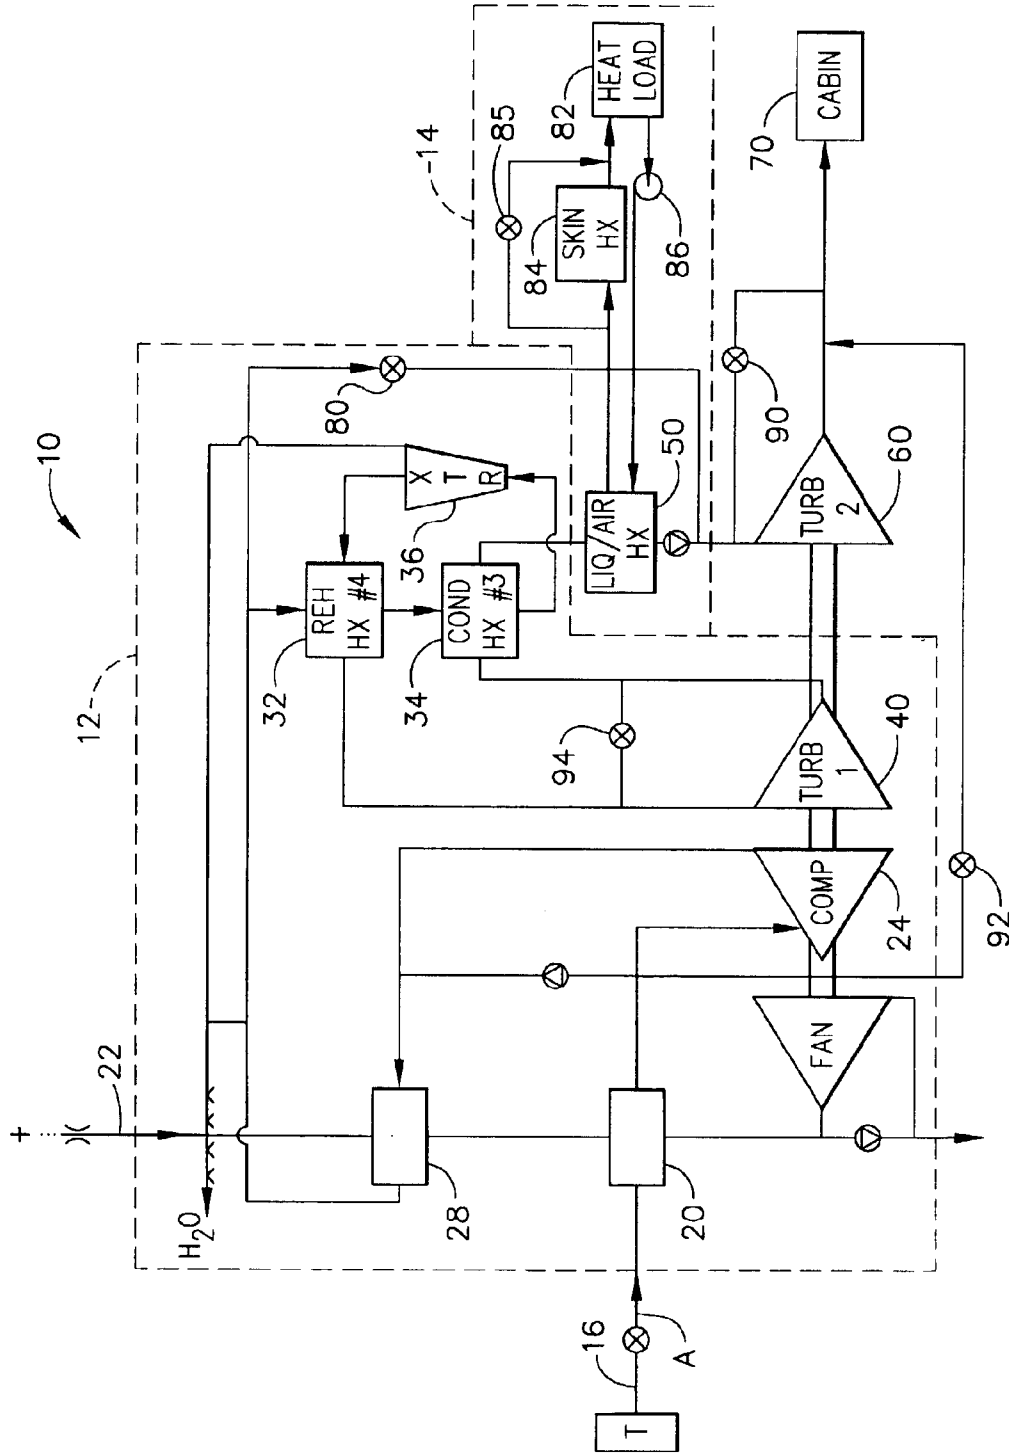 10
12
14
+
22
H2O
32
REH
HX #4
34
COND
HX #3
36
X
T
R
80
84
SKIN
HX
85
82
HEAT
LOAD
86
LIQ/AIR
HX
50
28
20
T
16
A
FAN
COMP
24
TURB
1
40
94
TURB
2
60
90
92
70
CABIN